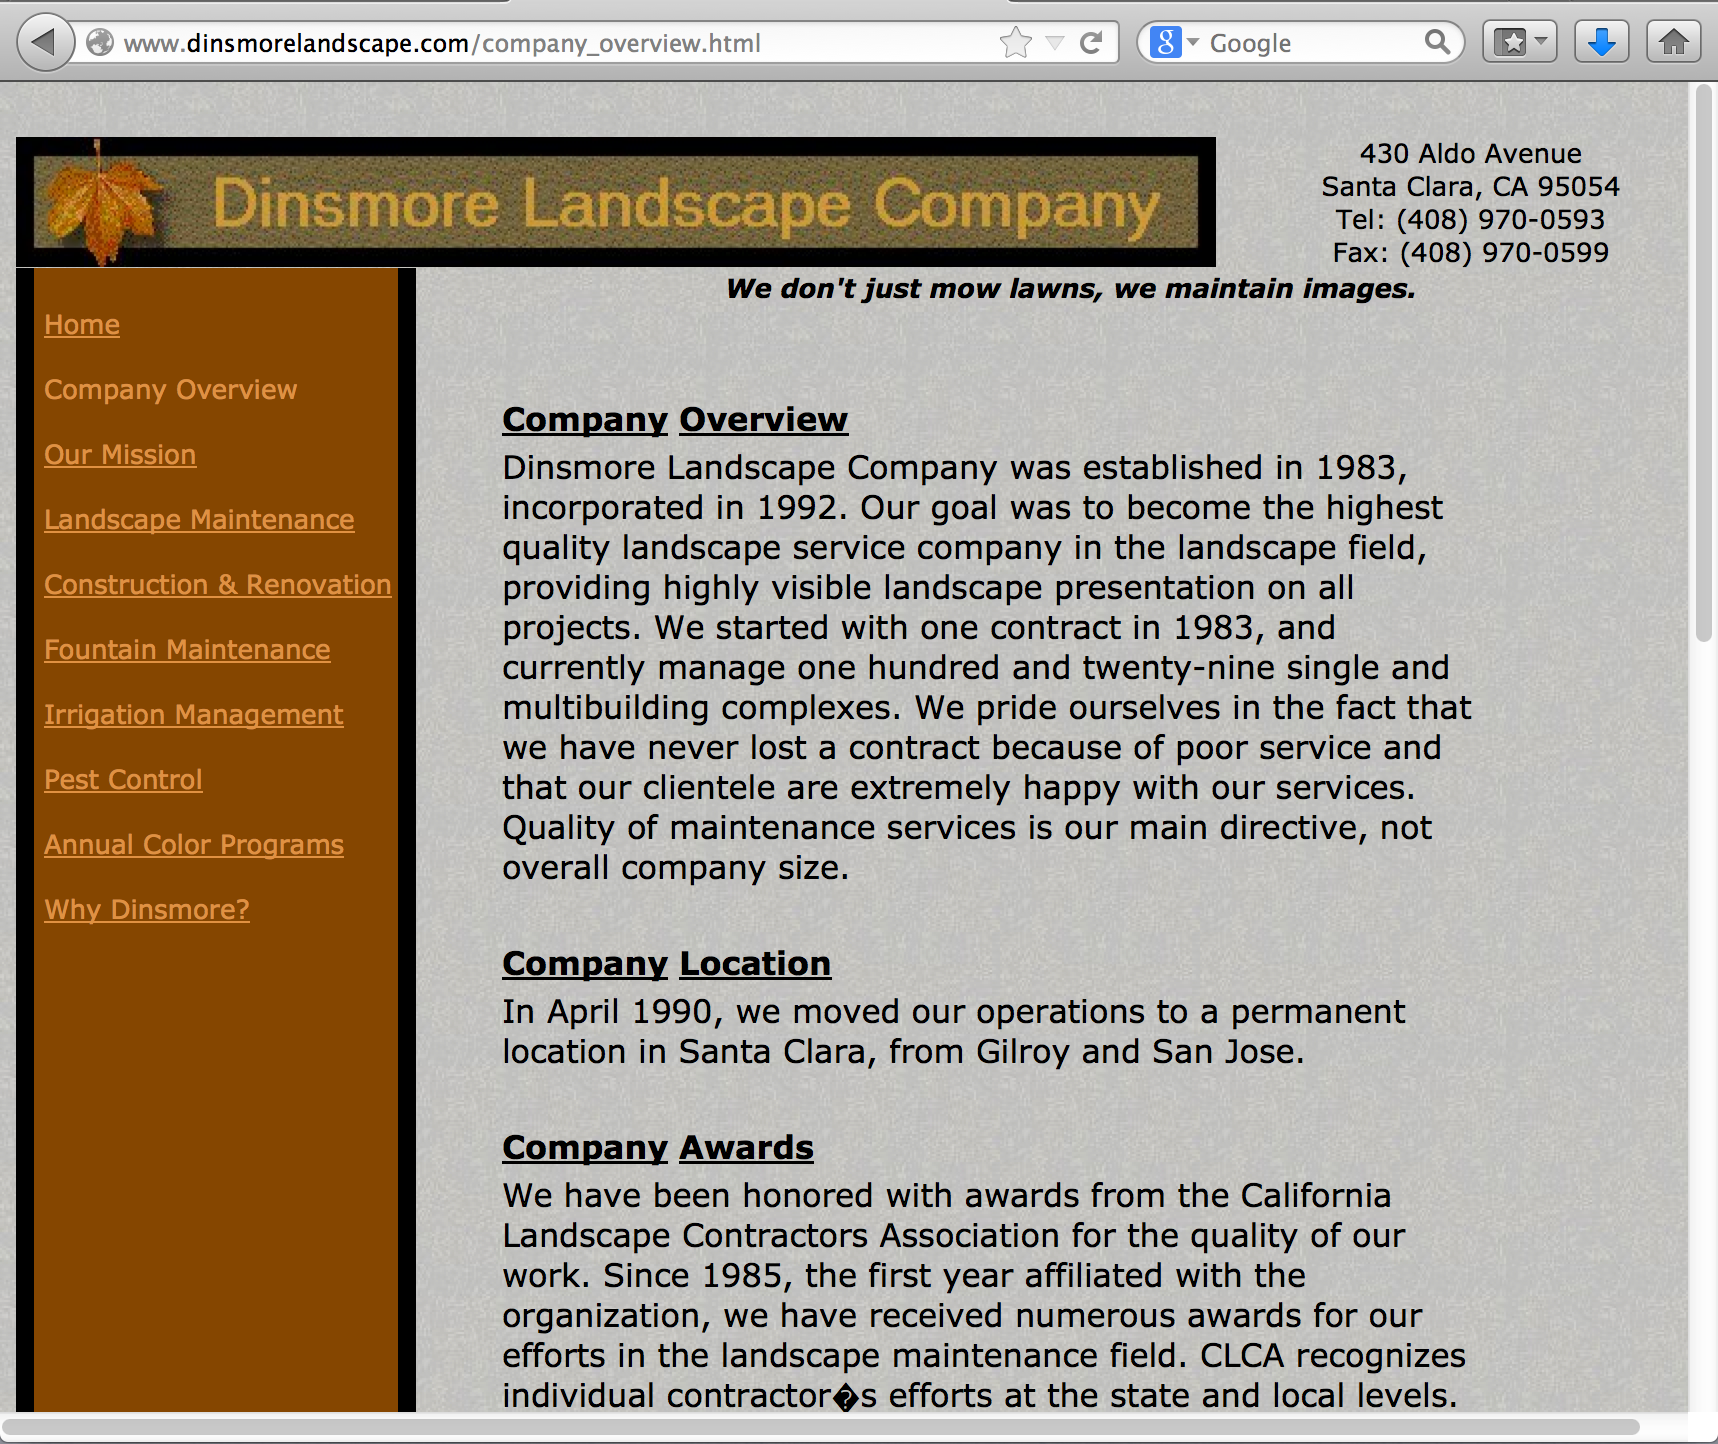 www.dinsmorelandscape.com/company_overview.html
Google
Dinsmore Landscape Company
430 Aldo Avenue
Santa Clara, CA 95054
Tel: (408) 970-0593
Fax: (408) 970-0599
We don't just mow lawns, we maintain images.
Home
Company Overview
Our Mission
Landscape Maintenance
Construction & Renovation
Fountain Maintenance
Irrigation Management
Pest Control
Annual Color Programs
Why Dinsmore?
Company Overview
Dinsmore Landscape Company was established in 1983,
incorporated in 1992. Our goal was to become the highest
quality landscape service company in the landscape field,
providing highly visible landscape presentation on all
projects. We started with one contract in 1983, and
currently manage one hundred and twenty-nine single and
multibuilding complexes. We pride ourselves in the fact that
we have never lost a contract because of poor service and
that our clientele are extremely happy with our services.
Quality of maintenance services is our main directive, not
overall company size.
Company Location
In April 1990, we moved our operations to a permanent
location in Santa Clara, from Gilroy and San Jose.
Company Awards
We have been honored with awards from the California
Landscape Contractors Association for the quality of our
work. Since 1985, the first year affiliated with the
organization, we have received numerous awards for our
efforts in the landscape maintenance field. CLCA recognizes
individual contractor�s efforts at the state and local levels.